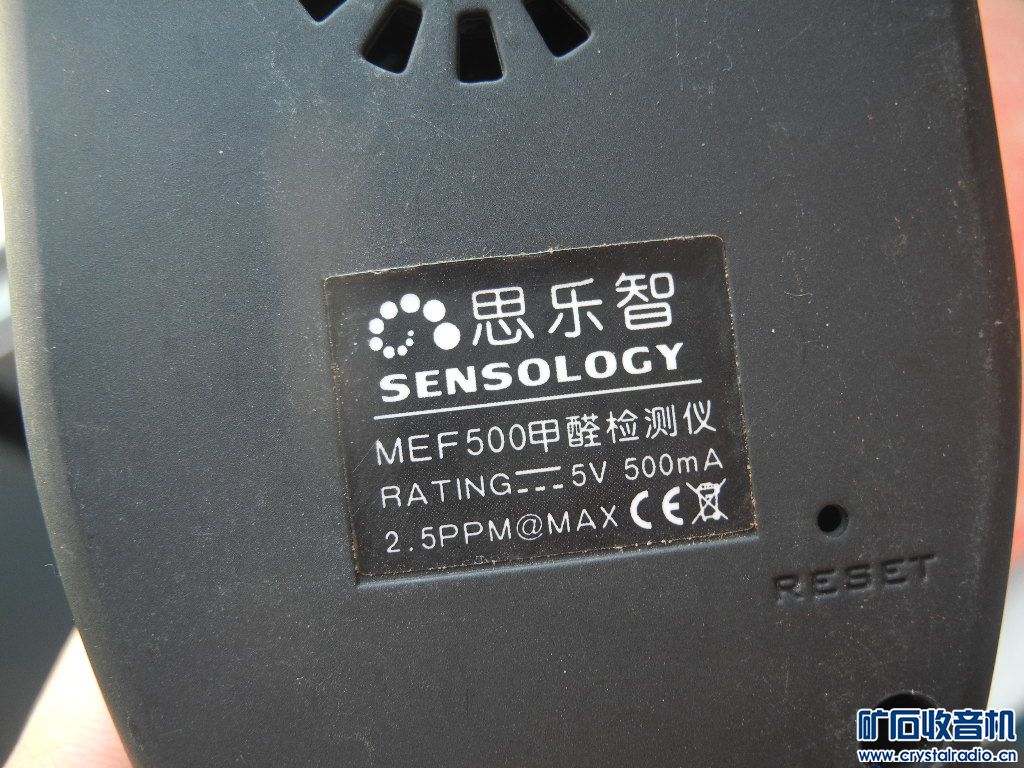 思乐智
SENSOLOGY
MEF500甲醛检测仪
RATING 5V 500mA
2.5PPM@MAX CE
RESET
矿石收音机
www.crystalradio.cn